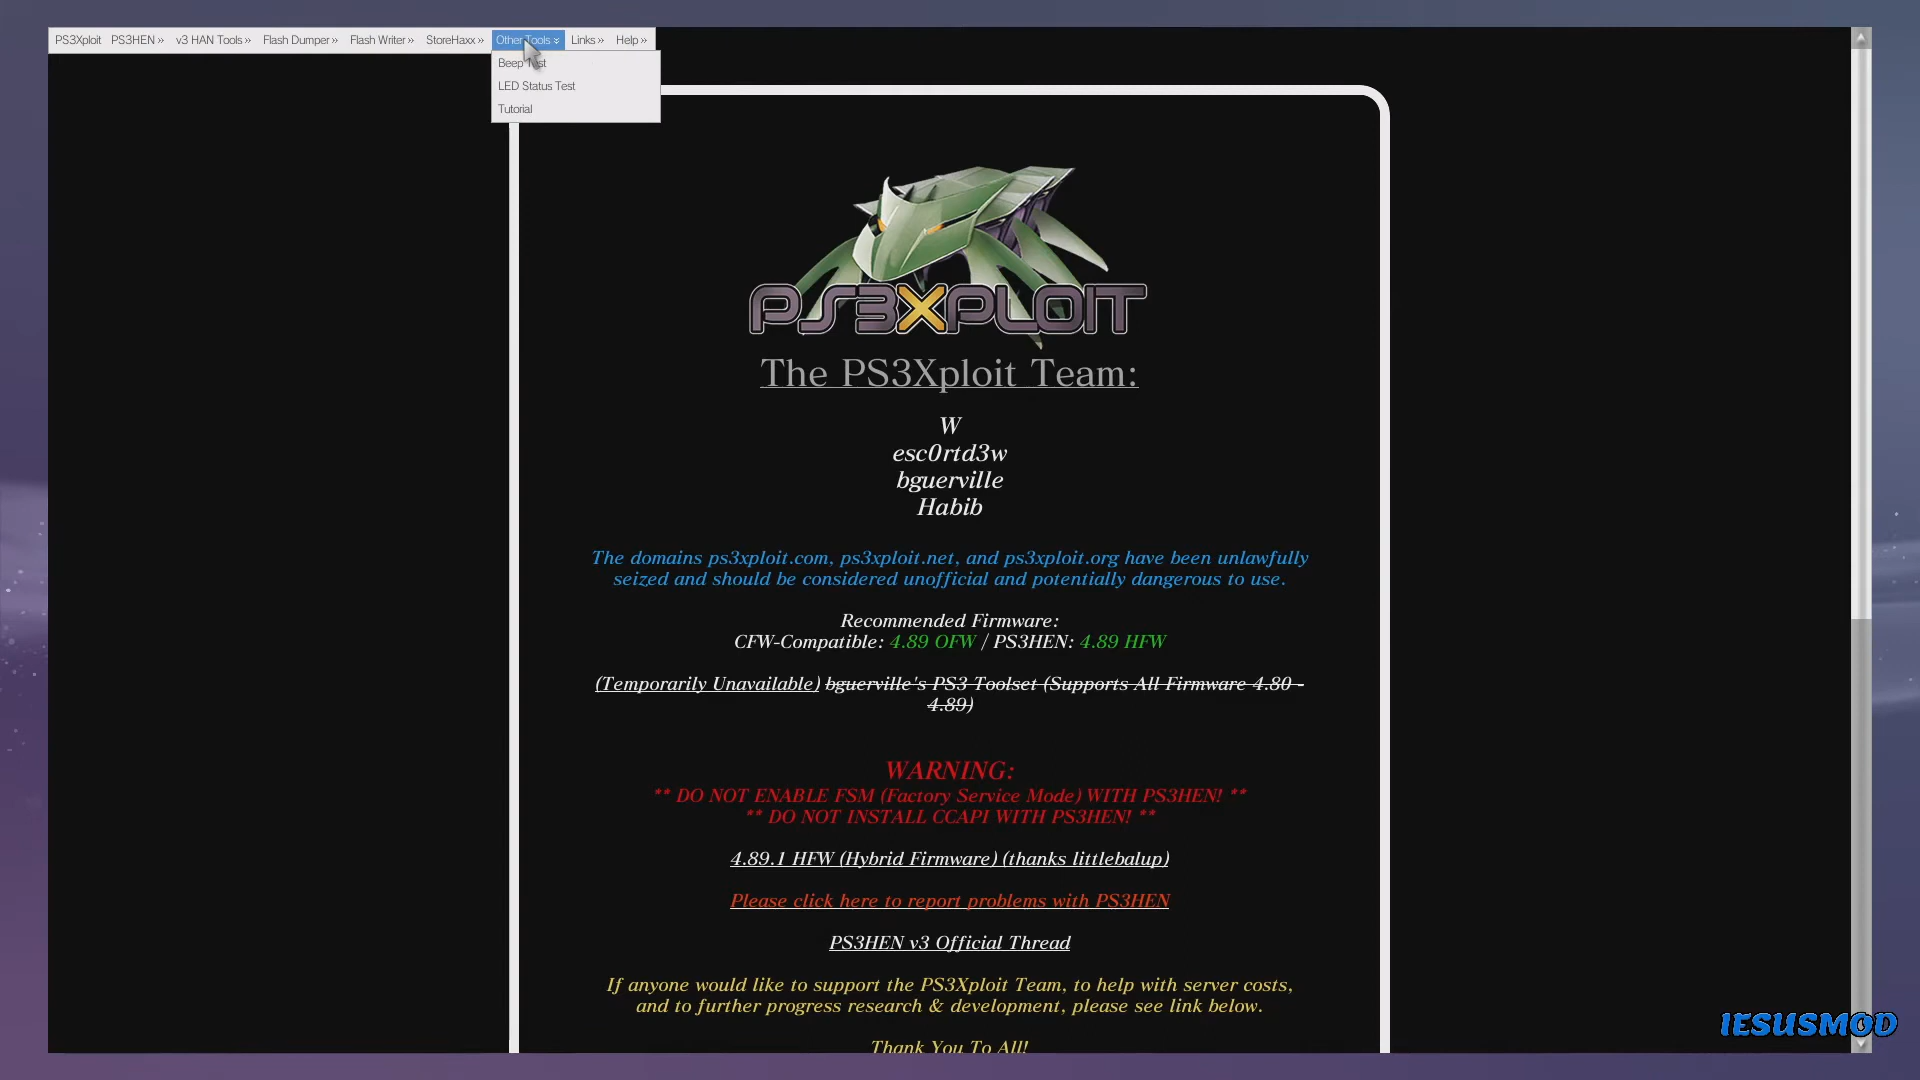 PS3Xploit PS3HEN » v3 HAN Tools » Flash Dumper » Flash Writer » StoreHaxx » Other Tools Links » Help »
Beep Test
LED Status Test
Tutorial
PS3XPLOIT
The PS3Xploit Team:
W
esc0rtd3w
bguerville
Habib
The domains ps3xploit.com, ps3xploit.net, and ps3xploit.org have been unlawfully
seized and should be considered unofficial and potentially dangerous to use.
Recommended Firmware:
CFW-Compatible: 4.89 OFW / PS3HEN: 4.89 HFW
(Temporarily Unavailable) bguerville's PS3 Toolset (Supports All Firmware 4.80 -
4.89)
WARNING:
** DO NOT ENABLE FSM (Factory Service Mode) WITH PS3HEN! **
** DO NOT INSTALL CCAPI WITH PS3HEN! **
4.89.1 HFW (Hybrid Firmware) (thanks littlebalup)
Please click here to report problems with PS3HEN
PS3HEN v3 Official Thread
If anyone would like to support the PS3Xploit Team, to help with server costs,
and to further progress research & development, please see link below.
Thank You To All!
IESUSMOD